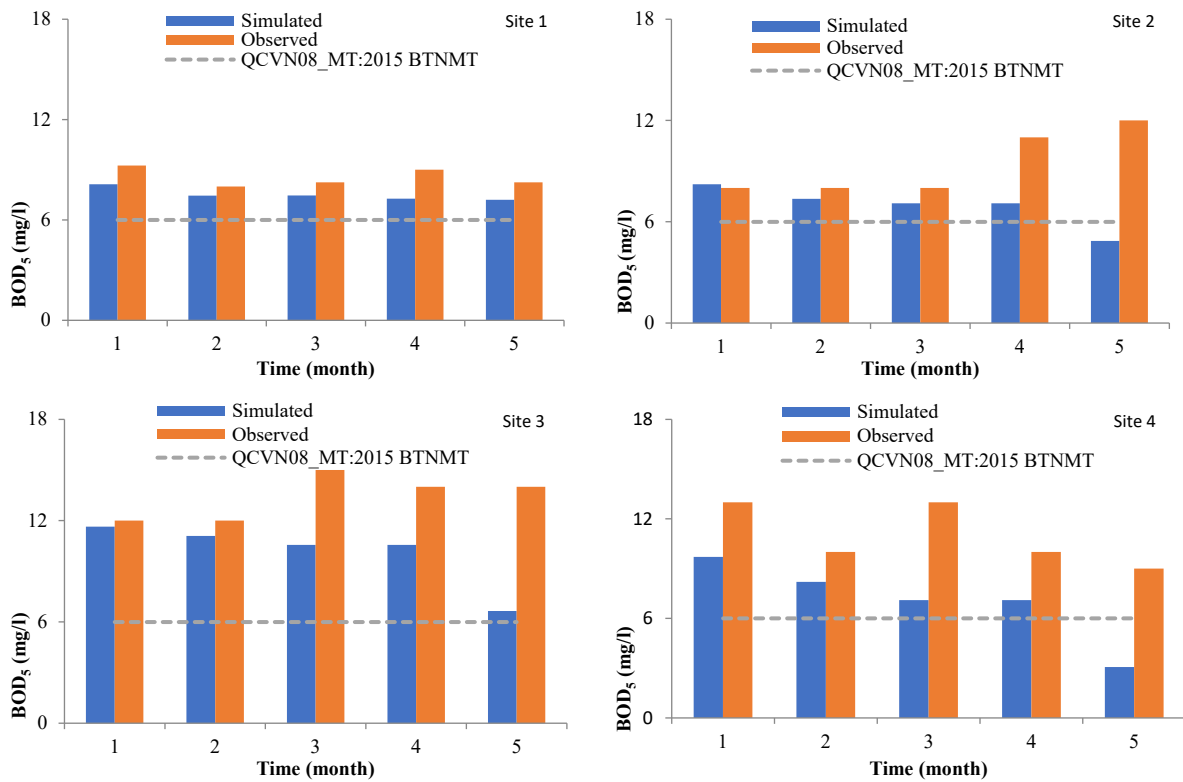 Simulated
Observed
QCVN08_MT:2015 BTNMT
Site 1
18
12
6
0
BOD₅ (mg/l)
1 2 3 4 5
Time (month)
Simulated
Observed
QCVN08_MT:2015 BTNMT
Site 2
18
12
6
0
BOD₅ (mg/l)
1 2 3 4 5
Time (month)
Simulated
Observed
QCVN08_MT:2015 BTNMT
Site 3
18
12
6
0
BOD₅ (mg/l)
1 2 3 4 5
Time (month)
Simulated
Observed
QCVN08_MT:2015 BTNMT
Site 4
18
12
6
0
BOD₅ (mg/l)
1 2 3 4 5
Time (month)